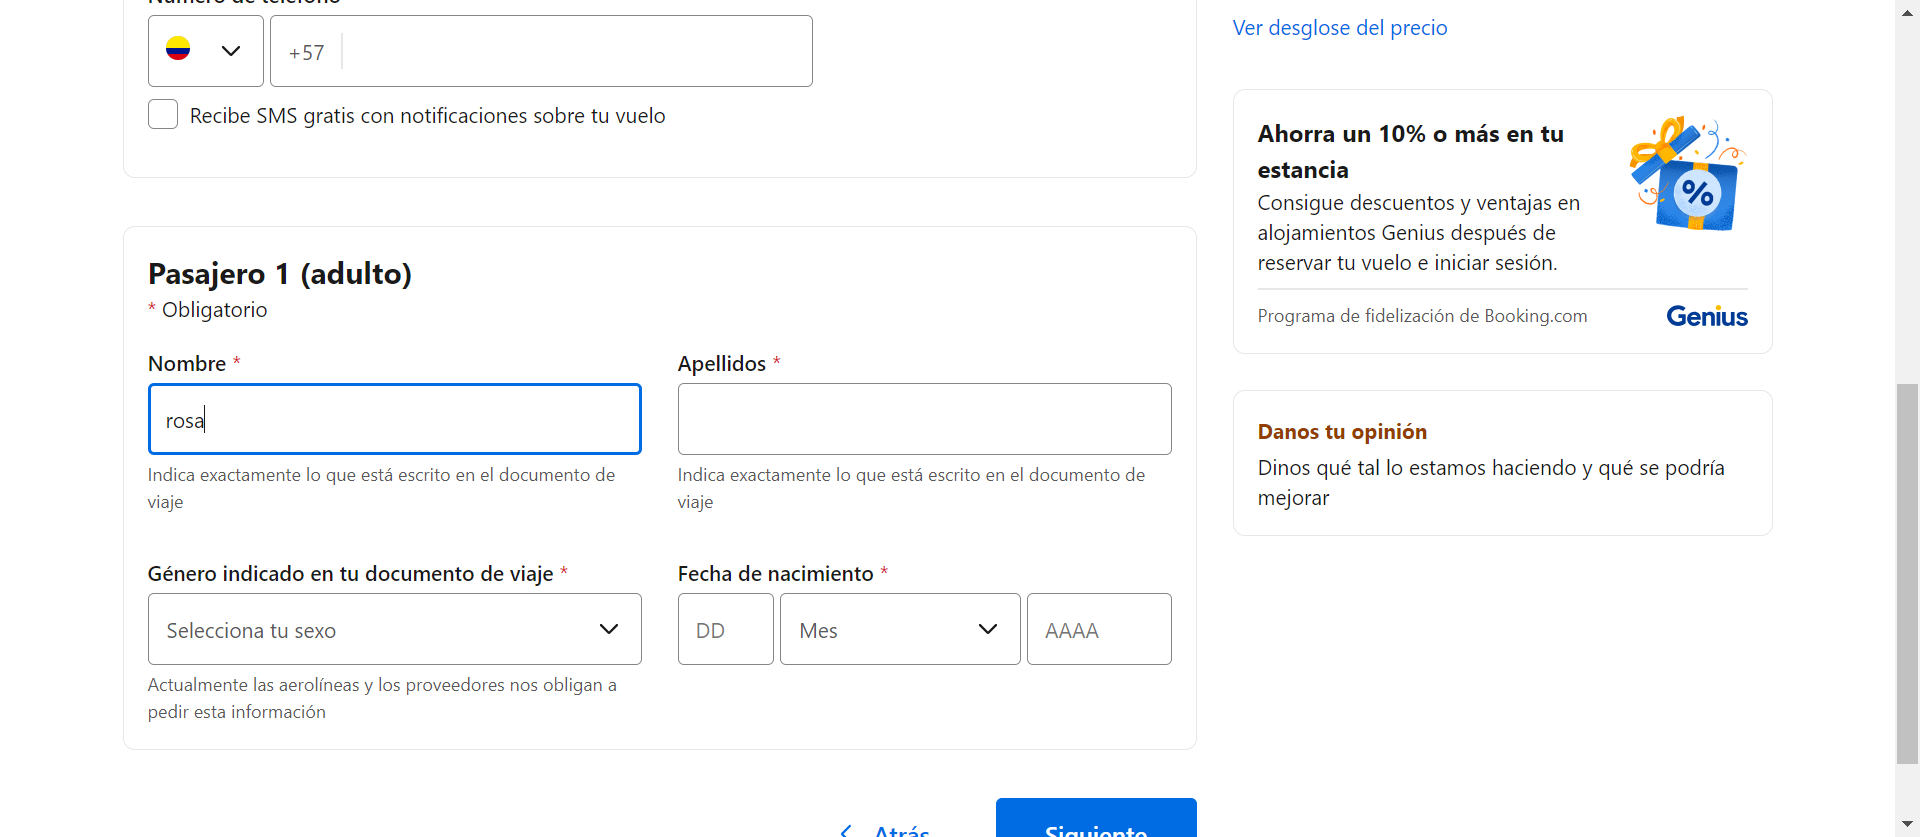 Número de teléfono
+57
Recibe SMS gratis con notificaciones sobre tu vuelo
Pasajero 1 (adulto)
* Obligatorio
Nombre *
rosa
Indica exactamente lo que está escrito en el documento de
viaje
Apellidos *
Indica exactamente lo que está escrito en el documento de
viaje
Género indicado en tu documento de viaje *
Selecciona tu sexo
Actualmente las aerolíneas y los proveedores nos obligan a
pedir esta información
Fecha de nacimiento *
DD
Mes
AAAA
Atrás
Siguiente
Ver desglose del precio
Ahorra un 10% o más en tu
estancia
Consigue descuentos y ventajas en
alojamientos Genius después de
reservar tu vuelo e iniciar sesión.
%
Programa de fidelización de Booking.com
Genius
Danos tu opinión
Dinos qué tal lo estamos haciendo y qué se podría
mejorar